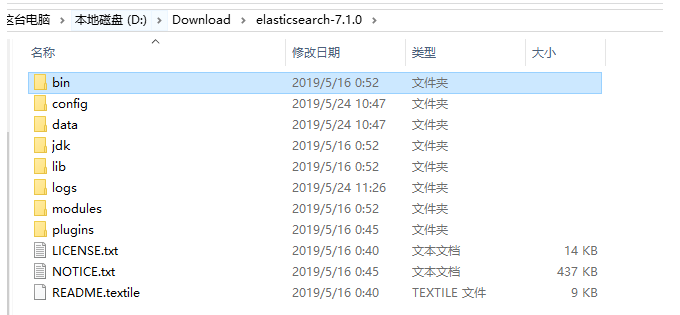 这台电脑 > 本地磁盘 (D:) > Download > elasticsearch-7.1.0 >
名称 修改日期 类型 大小
bin 2019/5/16 0:52 文件夹
config 2019/5/24 10:47 文件夹
data 2019/5/24 10:47 文件夹
jdk 2019/5/16 0:52 文件夹
lib 2019/5/16 0:52 文件夹
logs 2019/5/24 11:26 文件夹
modules 2019/5/16 0:52 文件夹
plugins 2019/5/16 0:45 文件夹
LICENSE.txt 2019/5/16 0:40 文本文档 14 KB
NOTICE.txt 2019/5/16 0:45 文本文档 437 KB
README.textile 2019/5/16 0:40 TEXTILE 文件 9 KB